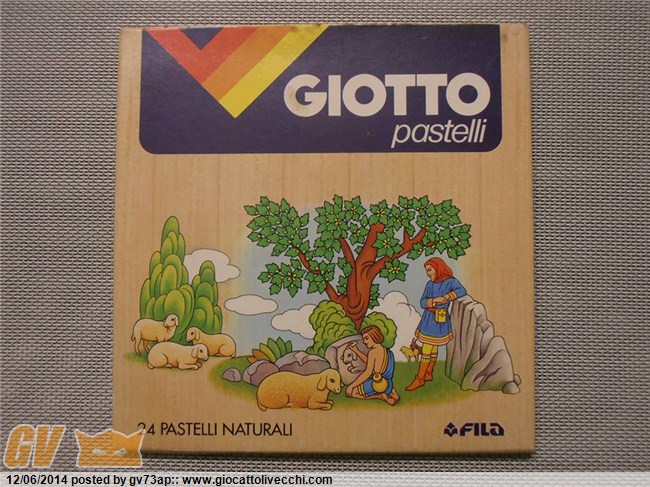 GIOTTO
pastelli
24 PASTELLI NATURALI
FILA
GV
12/06/2014 posted by gv73ap:: www.giocattolivecchi.com